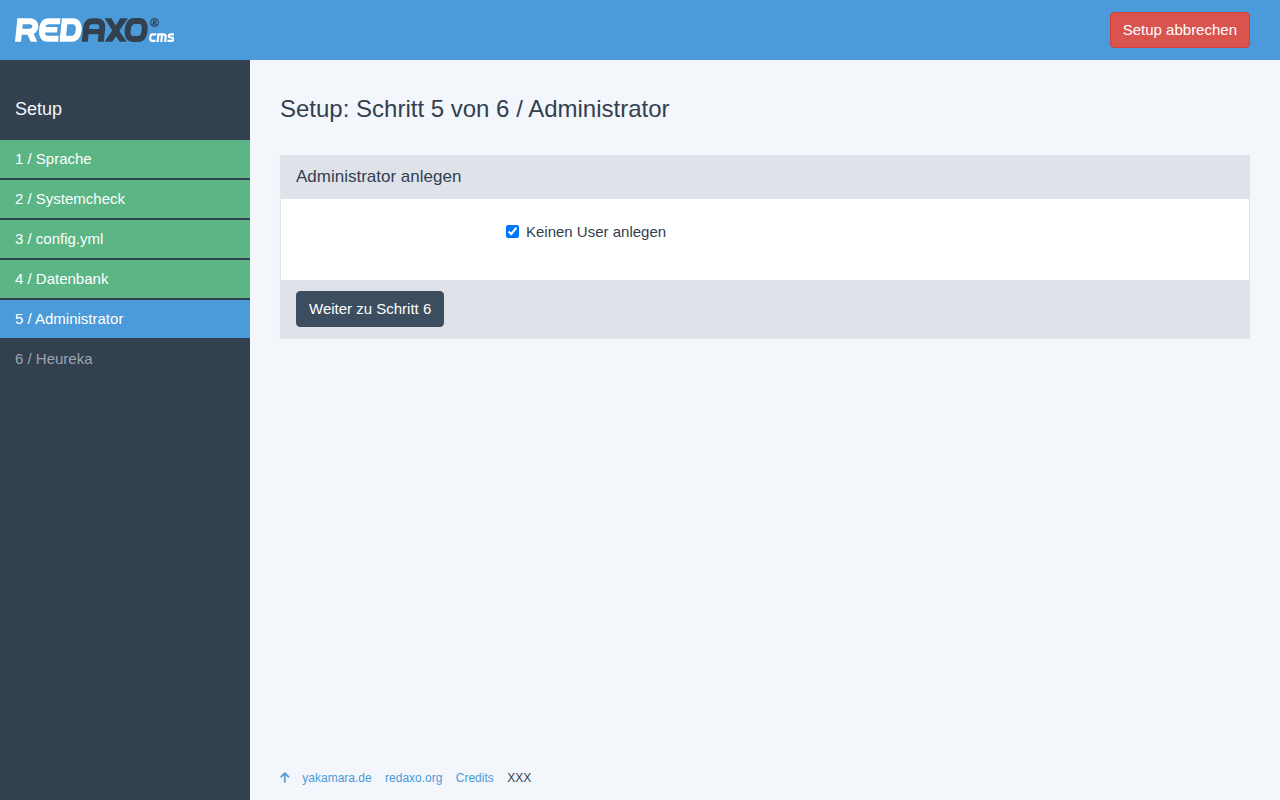 REDAXO® cms
Setup abbrechen
Setup
1 / Sprache
2 / Systemcheck
3 / config.yml
4 / Datenbank
5 / Administrator
6 / Heureka
Setup: Schritt 5 von 6 / Administrator
Administrator anlegen
Keinen User anlegen
Weiter zu Schritt 6
yakamara.de redaxo.org Credits XXX